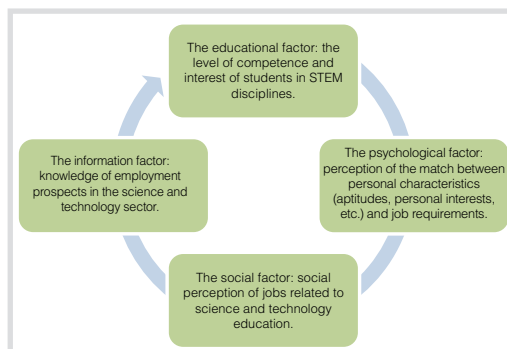 The educational factor: the
level of competence and
interest of students in STEM
disciplines.
The information factor:
knowledge of employment
prospects in the science and
technology sector.
The psychological factor:
perception of the match between
personal characteristics
(aptitudes, personal interests,
etc.) and job requirements.
The social factor: social
perception of jobs related to
science and technology
education.